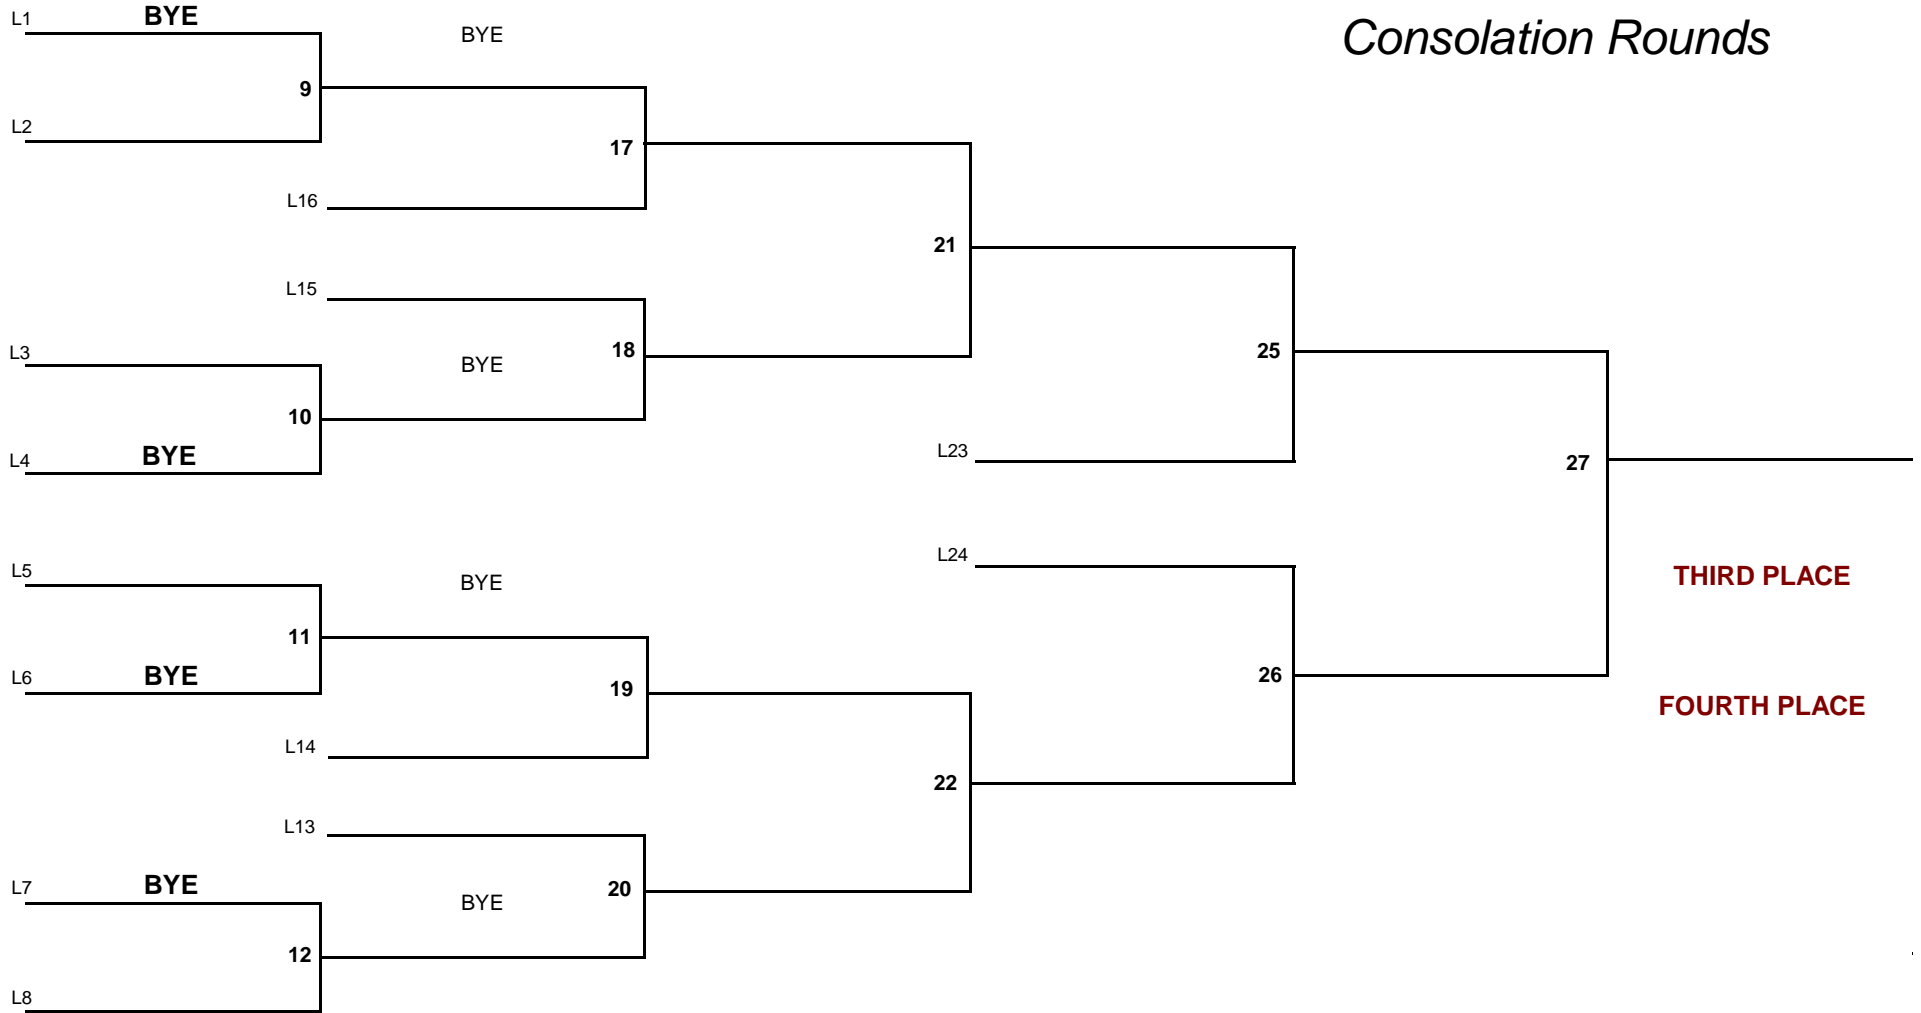 L1
BYE
BYE
Consolation Rounds
9
L2
17
L16
21
L15
L3
18
25
BYE
10
L4
BYE
L23
27
L24
L5
BYE
THIRD PLACE
11
L6
BYE
19
26
FOURTH PLACE
L14
22
L13
L7
BYE
20
BYE
12
L8